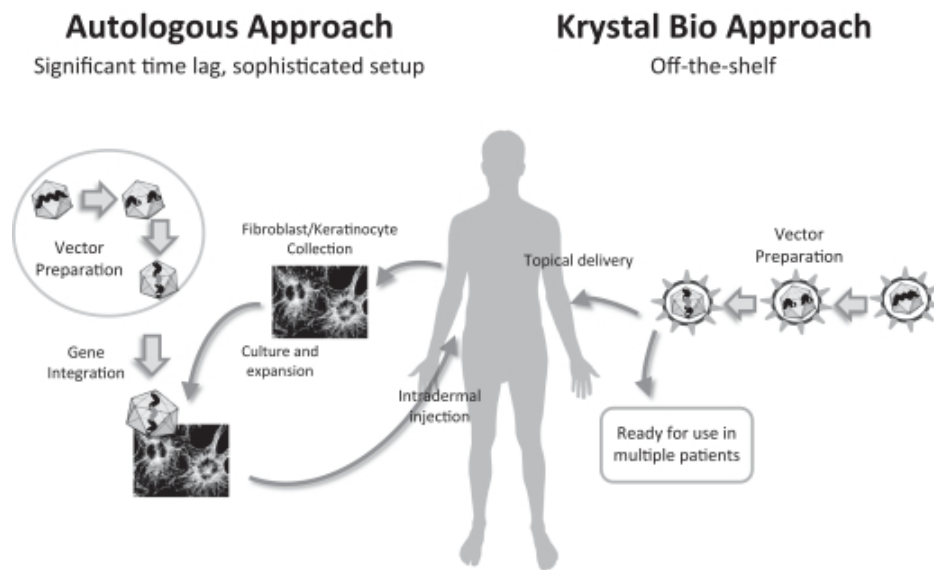 Autologous Approach
Significant time lag, sophisticated setup
Krystal Bio Approach
Off-the-shelf
Vector
Preparation
Fibroblast/Keratinocyte
Collection
Gene
Integration
Culture and
expansion
Intradermal
injection
Topical delivery
Vector
Preparation
Ready for use in
multiple patients